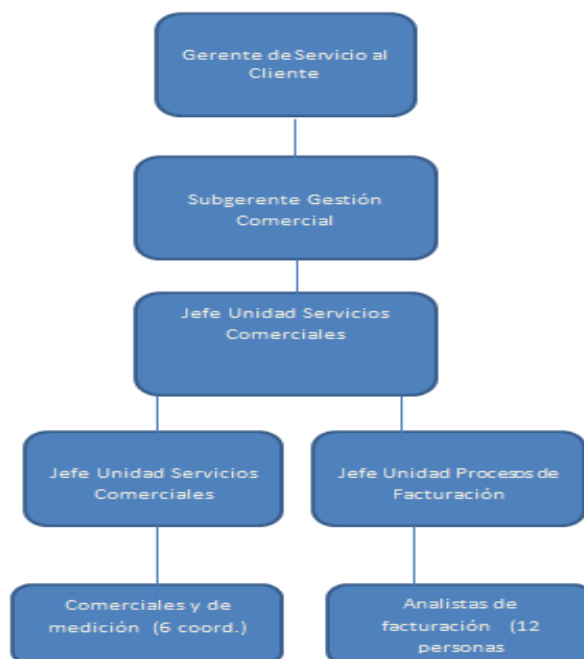 Gerente de Servicio al
Cliente
Subgerente Gestión
Comercial
Jefe Unidad Servicios
Comerciales
Jefe Unidad Servicios
Comerciales
Jefe Unidad Procesos de
Facturación
Comerciales y de
medición (6 coord.)
Analistas de
facturación (12
personas